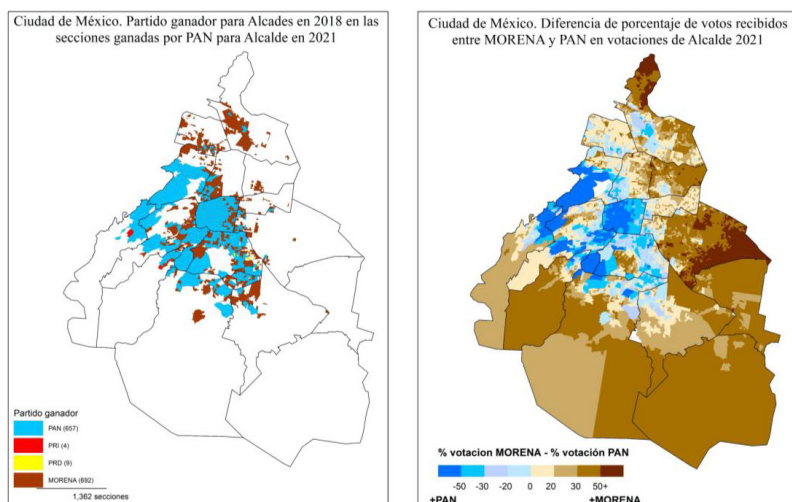 Ciudad de México. Partido ganador para Alcades en 2018 en las
secciones ganadas por PAN para Alcalde en 2021
Partido ganador
PAN (657)
PRI (4)
PRD (9)
MORENA (692)
1,362 secciones
Ciudad de México. Diferencia de porcentaje de votos recibidos
entre MORENA y PAN en votaciones de Alcalde 2021
% votacion MORENA - % votación PAN
-50 -30 -20 0 20 30 50+
+PAN +MORENA